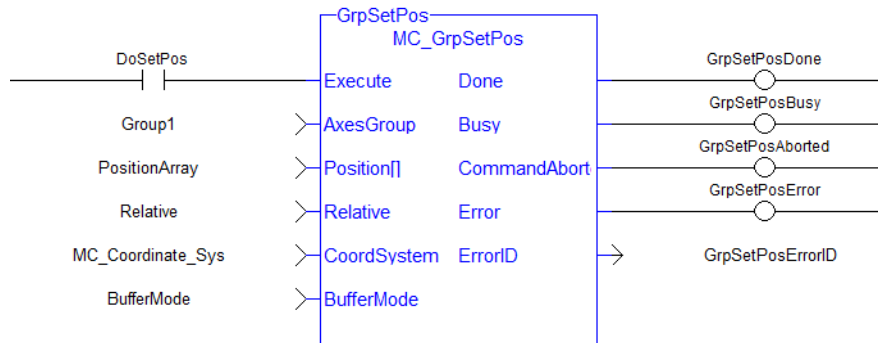 GrpSetPos
MC_GrpSetPos
DoSetPos
Execute
Done
GrpSetPosDone
Group1
AxesGroup
Busy
GrpSetPosBusy
PositionArray
Position[]
CommandAbort
GrpSetPosAborted
Relative
Relative
Error
GrpSetPosError
MC_Coordinate_Sys
CoordSystem
ErrorID
GrpSetPosErrorID
BufferMode
BufferMode